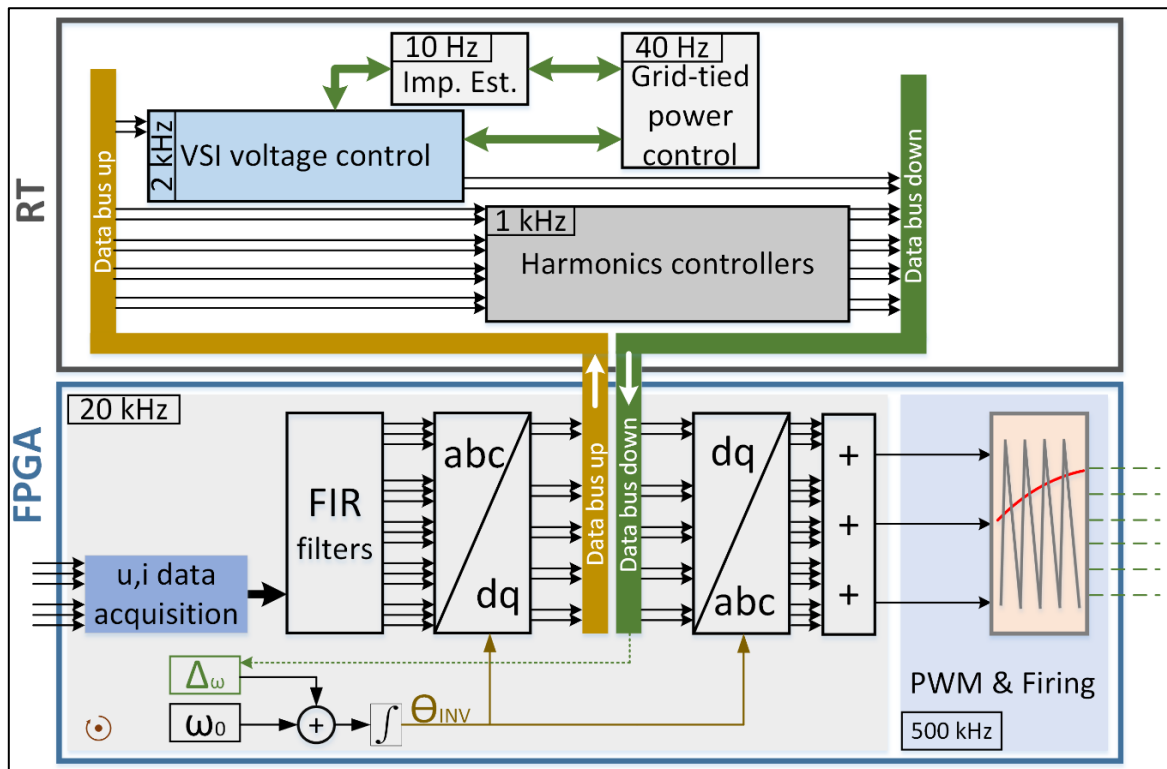 RT
10 Hz
Imp. Est.
40 Hz
Grid-tied
power
control
2 kHz
VSI voltage control
Data bus up
Data bus down
1 kHz
Harmonics controllers
FPGA
20 kHz
u,i data
acquisition
FIR
filters
abc
dq
Data bus up
Data bus down
dq
abc
+
+
+
Δω
ω0
+
∫
ΘINV
PWM & Firing
500 kHz